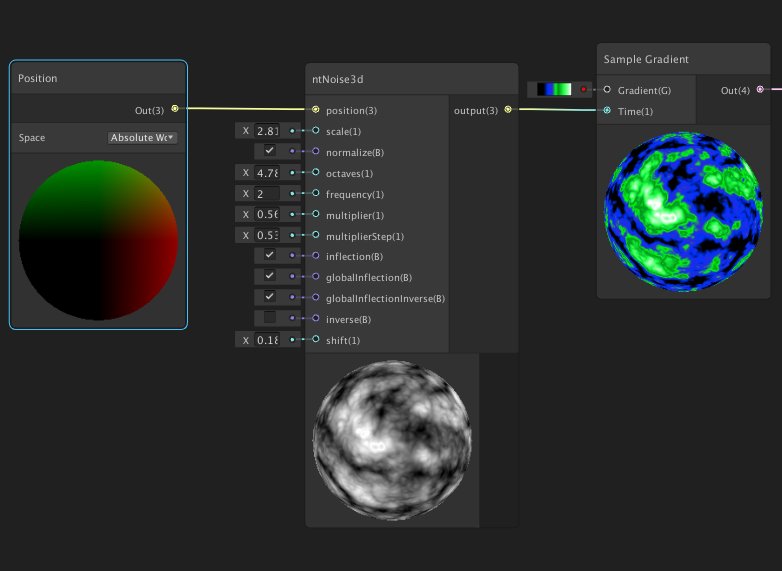 Position
Out(3)
Space
Absolute Wo
ntNoise3d
position(3)
output(3)
X 2.81
scale(1)
normalize(B)
X 4.78
octaves(1)
X 2
frequency(1)
X 0.56
multiplier(1)
X 0.53
multiplierStep(1)
inflection(B)
globalInflection(B)
globalInflectionInverse(B)
inverse(B)
X 0.18
shift(1)
Sample Gradient
Gradient(G)
Out(4)
Time(1)